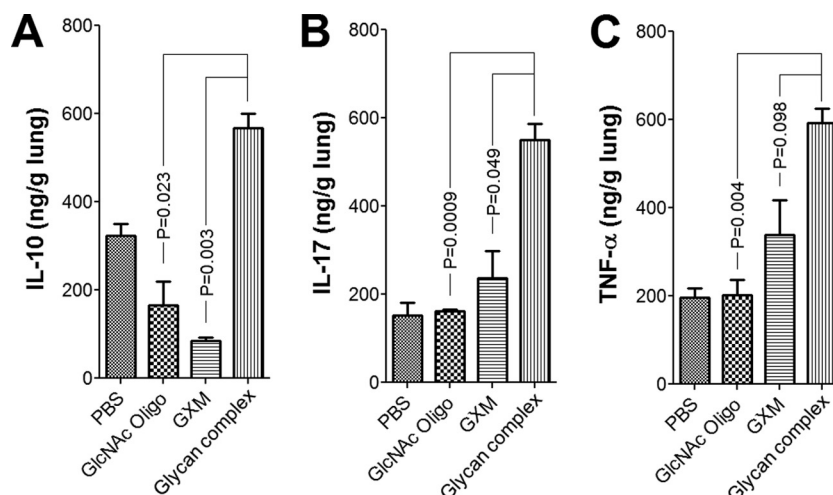 A
IL-10 (ng/g lung)
800
600
400
200
0
P=0.023
P=0.003
PBS
GlcNAc Oligo
GXM
Glycan complex
B
IL-17 (ng/g lung)
800
600
400
200
0
P=0.0009
P=0.049
PBS
GlcNAc Oligo
GXM
Glycan complex
C
TNF-α (ng/g lung)
800
600
400
200
0
P=0.004
P=0.098
PBS
GlcNAc Oligo
GXM
Glycan complex